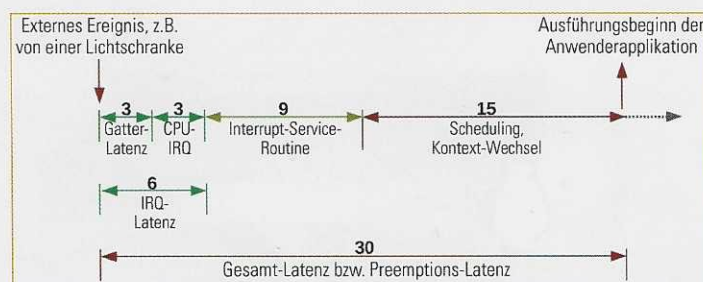 Externes Ereignis, z.B.
von einer Lichtschranke
Ausführungsbeginn der
Anwenderapplikation
3
3
9
15
Gatter-
Latenz
CPU-
IRQ
Interrupt-Service-
Routine
Scheduling,
Kontext-Wechsel
6
IRQ-
Latenz
30
Gesamt-Latenz bzw. Preemptions-Latenz